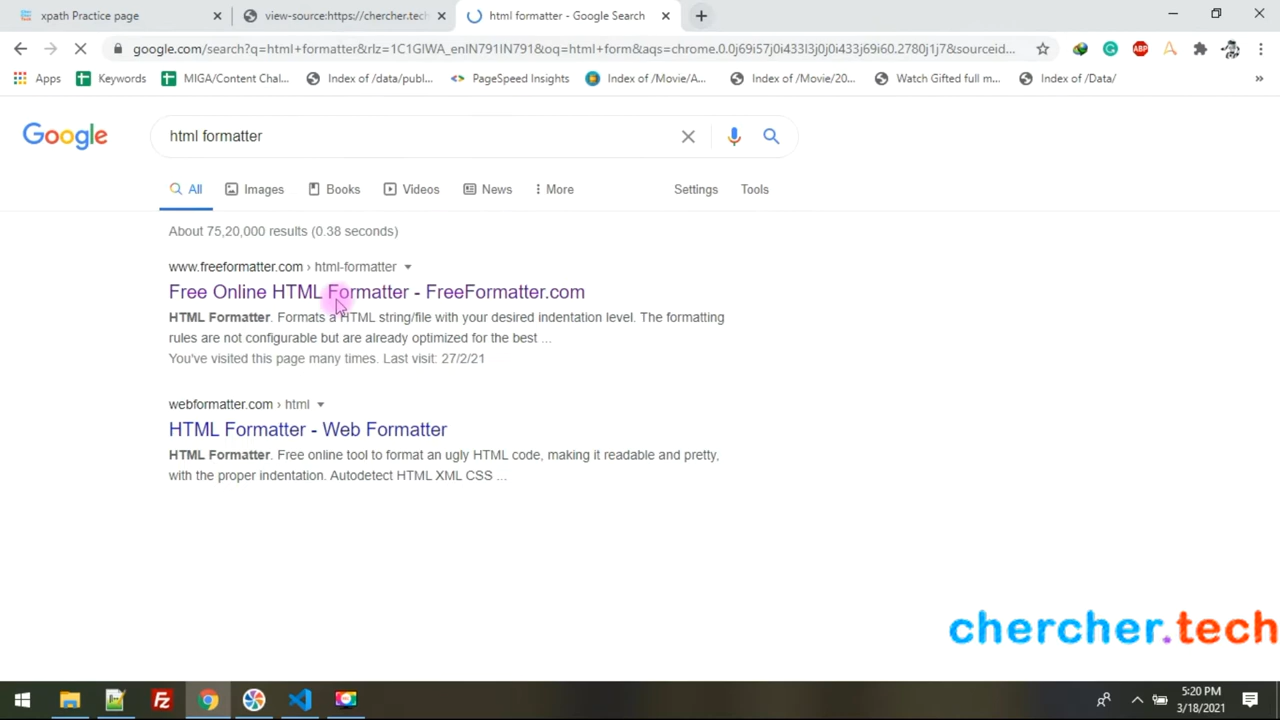 xpath Practice page
view-source:https://chercher.tech
html formatter - Google Search
google.com/search?q=html+formatter&rlz=1C1GIWA_enIN791IN791&oq=html+form&aqs=chrome.0.0j69i57j0i433l3j0j0i433j69i60.2780j1j7&sourceid...
Apps
Keywords
MIGA/Content Chal...
Index of /data/publ...
PageSpeed Insights
Index of /Movie/A...
Index of /Movie/20...
Watch Gifted full m...
Index of /Data/
»
Google
html formatter
All
Images
Books
Videos
News
More
Settings
Tools
About 75,20,000 results (0.38 seconds)
www.freeformatter.com › html-formatter
Free Online HTML Formatter - FreeFormatter.com
HTML Formatter. Formats a HTML string/file with your desired indentation level. The formatting
rules are not configurable but are already optimized for the best ...
You've visited this page many times. Last visit: 27/2/21
webformatter.com › html
HTML Formatter - Web Formatter
HTML Formatter. Free online tool to format an ugly HTML code, making it readable and pretty,
with the proper indentation. Autodetect HTML XML CSS ...
chercher.tech
5:20 PM
3/18/2021